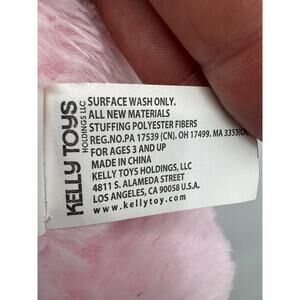 KELLY TOYS
HOLDINGS LLC
SURFACE WASH ONLY.
ALL NEW MATERIALS
STUFFING POLYESTER FIBERS
REG.NO.PA 17539 (CN). OH 17499. MA 3353(CN)
FOR AGES 3 AND UP
MADE IN CHINA
KELLY TOYS HOLDINGS, LLC
4811 S. ALAMEDA STREET
LOS ANGELES, CA 90058 U.S.A.
www.kellytoy.com